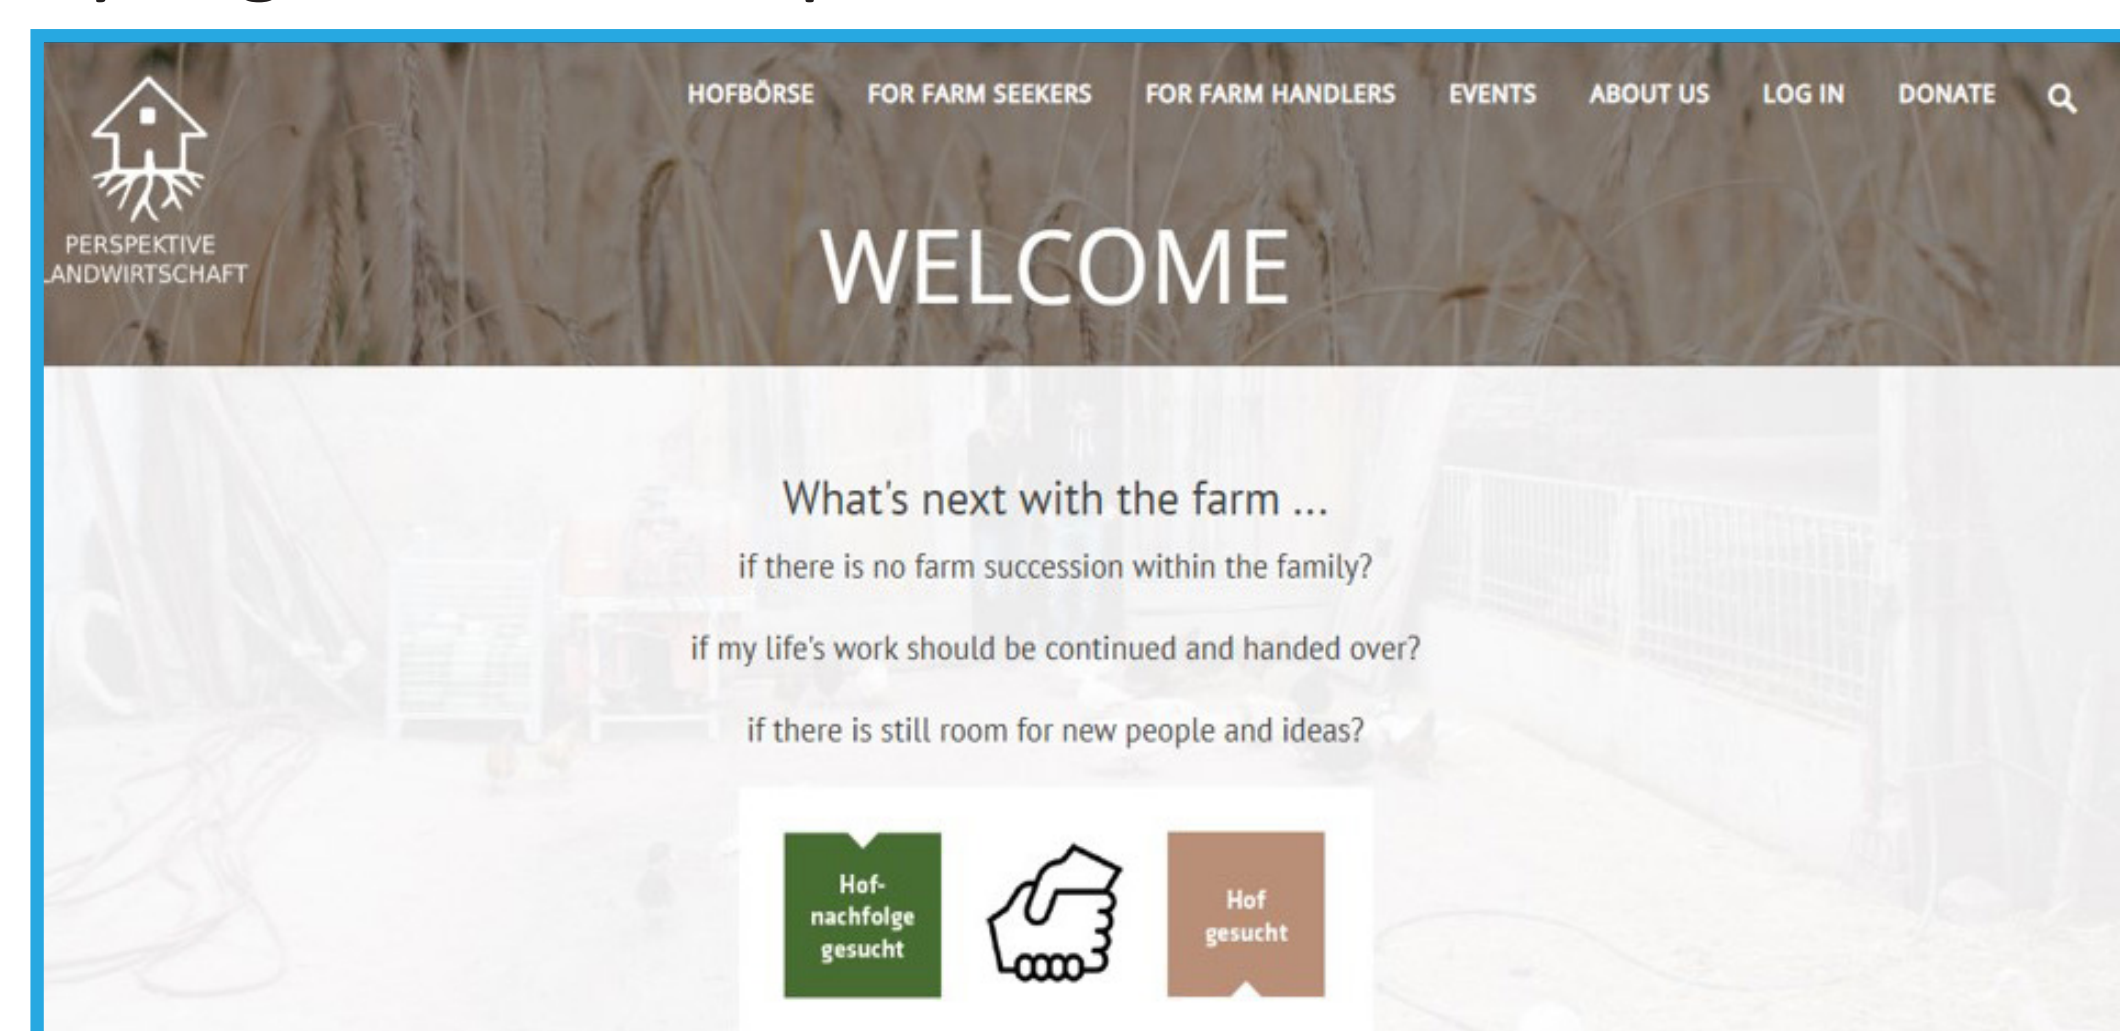 HOFBÖRSE FOR FARM SEEKERS FOR FARM HANDLERS EVENTS ABOUT US LOG IN DONATE
PERSPEKTIVE
LANDWIRTSCHAFT
WELCOME
What's next with the farm ...
if there is no farm succession within the family?
if my life's work should be continued and handed over?
if there is still room for new people and ideas?
Hof-
nachfolge
gesucht
Hof
gesucht